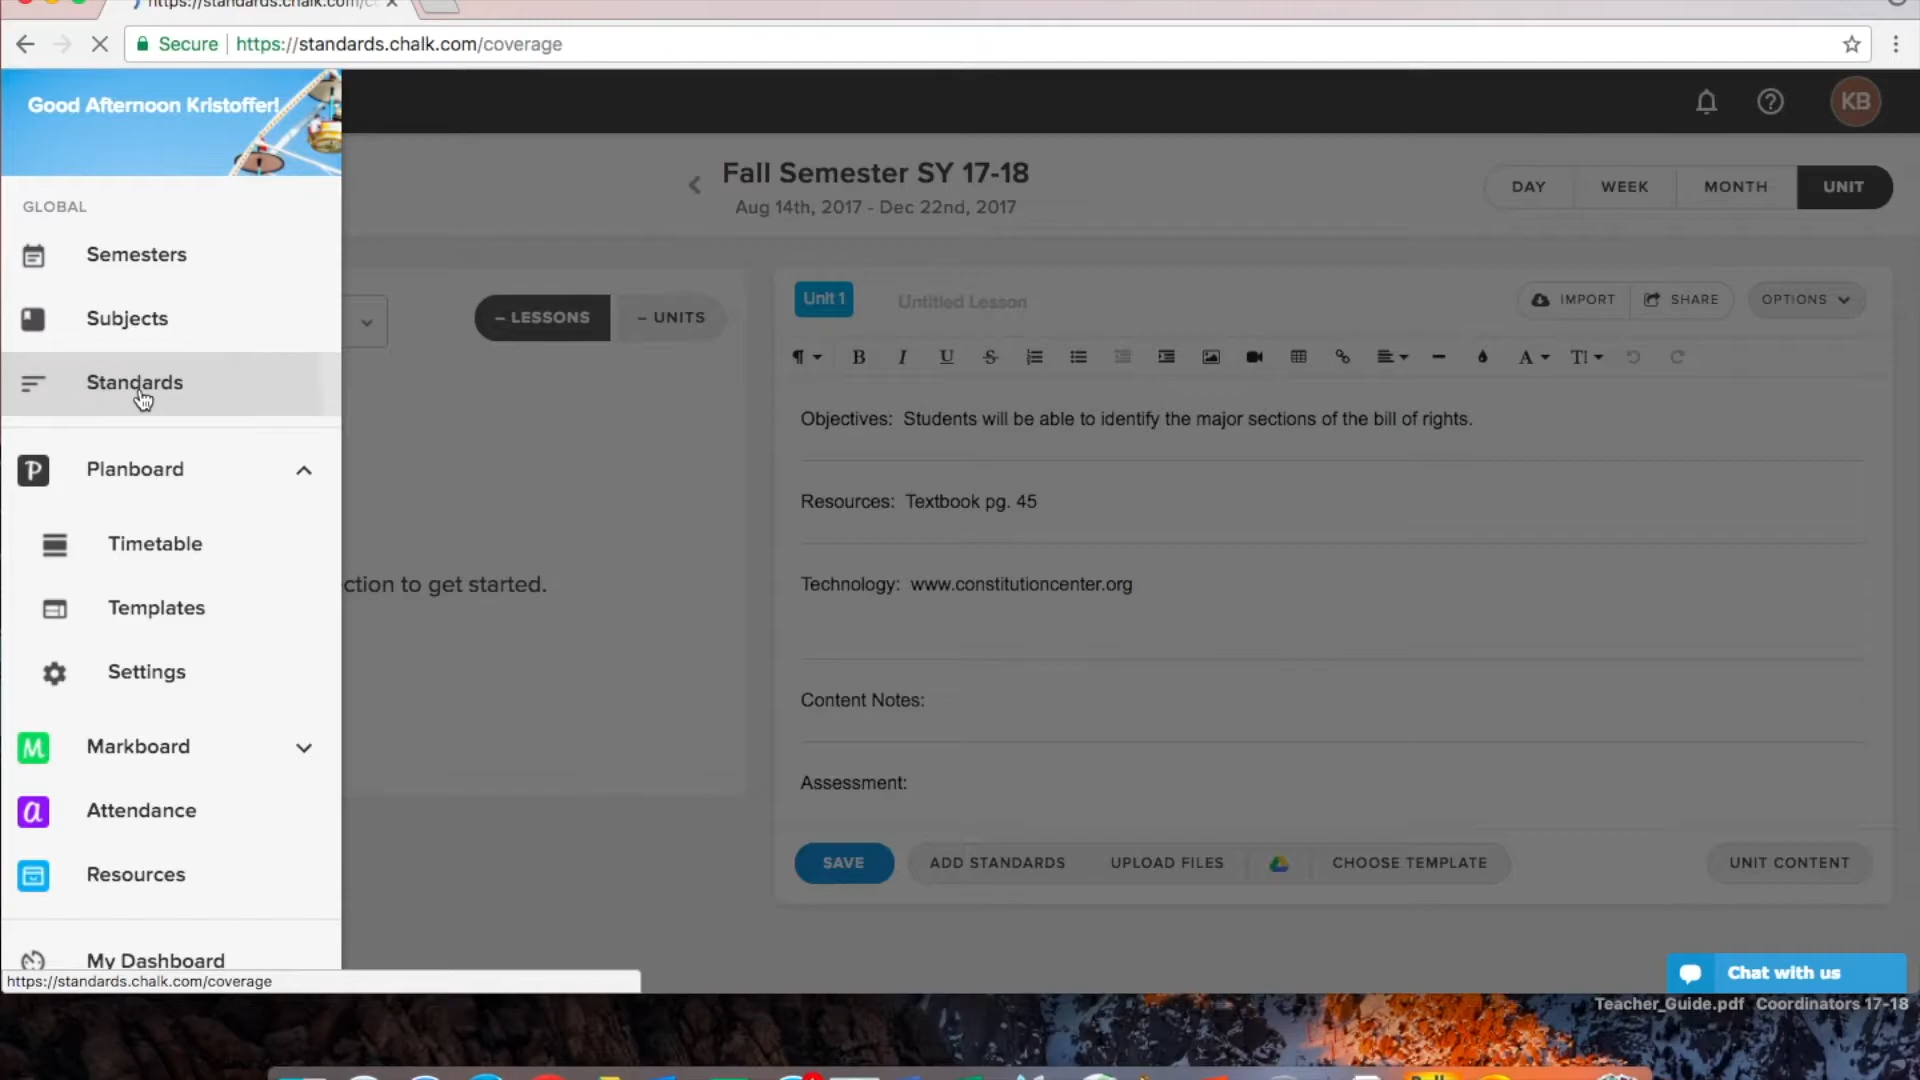 https://standards.chalk.com/c
Secure
https://standards.chalk.com/coverage
Good Afternoon Kristoffer!
KB
Fall Semester SY 17-18
Aug 14th, 2017 - Dec 22nd, 2017
DAY
WEEK
MONTH
UNIT
GLOBAL
Semesters
Subjects
Standards
Planboard
Timetable
Templates
Settings
Markboard
Attendance
Resources
My Dashboard
https://standards.chalk.com/coverage
– LESSONS
– UNITS
ction to get started.
Unit 1
Untitled Lesson
IMPORT
SHARE
OPTIONS
Objectives: Students will be able to identify the major sections of the bill of rights.
Resources: Textbook pg. 45
Technology: www.constitutioncenter.org
Content Notes:
Assessment:
SAVE
ADD STANDARDS
UPLOAD FILES
CHOOSE TEMPLATE
UNIT CONTENT
Chat with us
Teacher_Guide.pdf
Coordinators 17-18